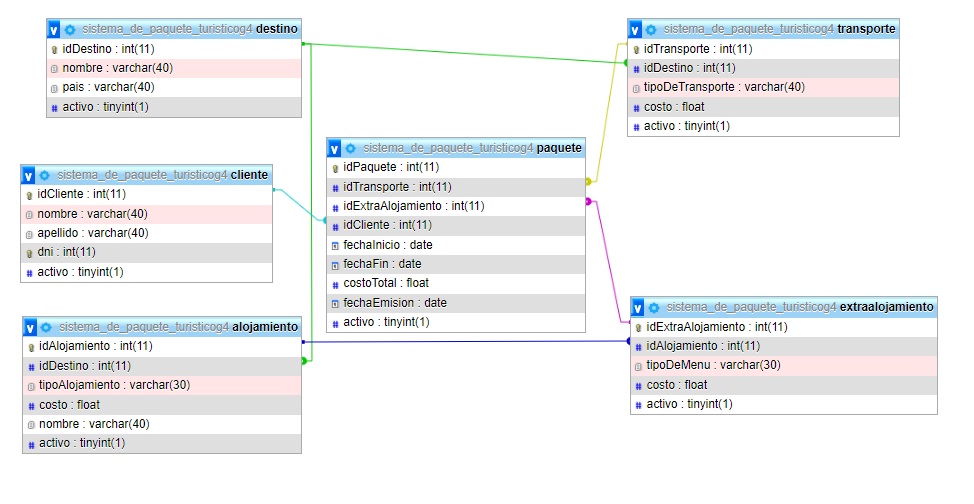 sistema_de_paquete_turisticog4 destino
idDestino : int(11)
nombre : varchar(40)
pais : varchar(40)
activo : tinyint(1)
sistema_de_paquete_turisticog4 transporte
idTransporte : int(11)
idDestino : int(11)
tipoDeTransporte : varchar(40)
costo : float
activo : tinyint(1)
sistema_de_paquete_turisticog4 paquete
idPaquete : int(11)
idTransporte : int(11)
idExtraAlojamiento : int(11)
idCliente : int(11)
fechaInicio : date
fechaFin : date
costoTotal : float
fechaEmision : date
activo : tinyint(1)
sistema_de_paquete_turisticog4 cliente
idCliente : int(11)
nombre : varchar(40)
apellido : varchar(40)
dni : int(11)
activo : tinyint(1)
sistema_de_paquete_turisticog4 alojamiento
idAlojamiento : int(11)
idDestino : int(11)
tipoAlojamiento : varchar(30)
costo : float
nombre : varchar(40)
activo : tinyint(1)
sistema_de_paquete_turisticog4 extraalojamiento
idExtraAlojamiento : int(11)
idAlojamiento : int(11)
tipoDeMenu : varchar(30)
costo : float
activo : tinyint(1)